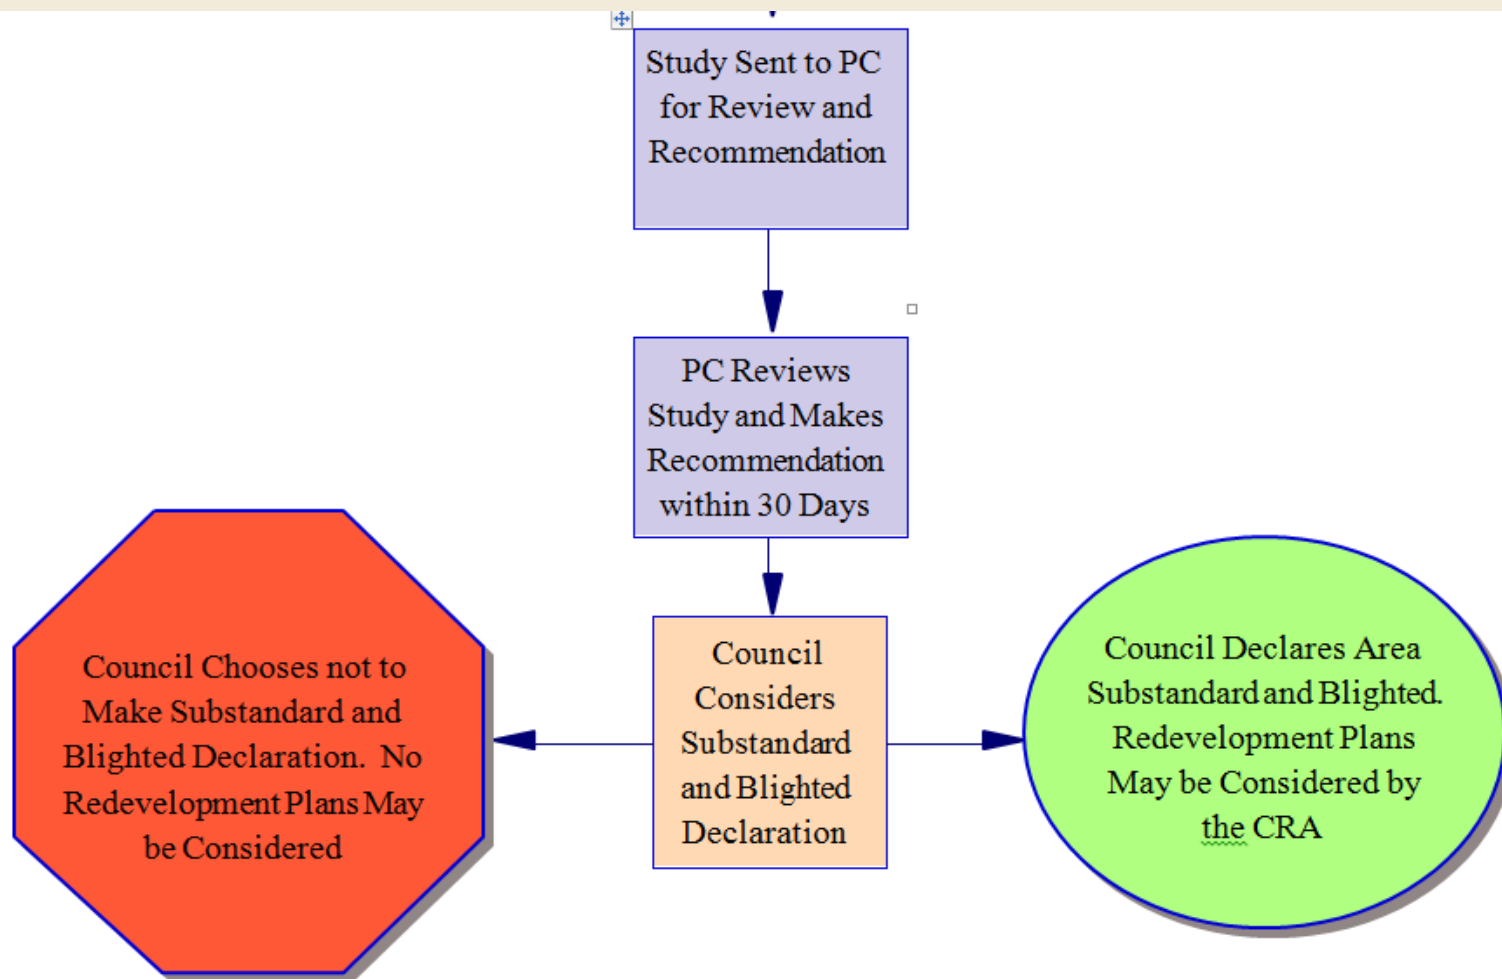 Study Sent to PC
for Review and
Recommendation
PC Reviews
Study and Makes
Recommendation
within 30 Days
Council Chooses not to
Make Substandard and
Blighted Declaration. No
Redevelopment Plans May
be Considered
Council
Considers
Substandard
and Blighted
Declaration
Council Declares Area
Substandard and Blighted.
Redevelopment Plans
May be Considered by
the CRA